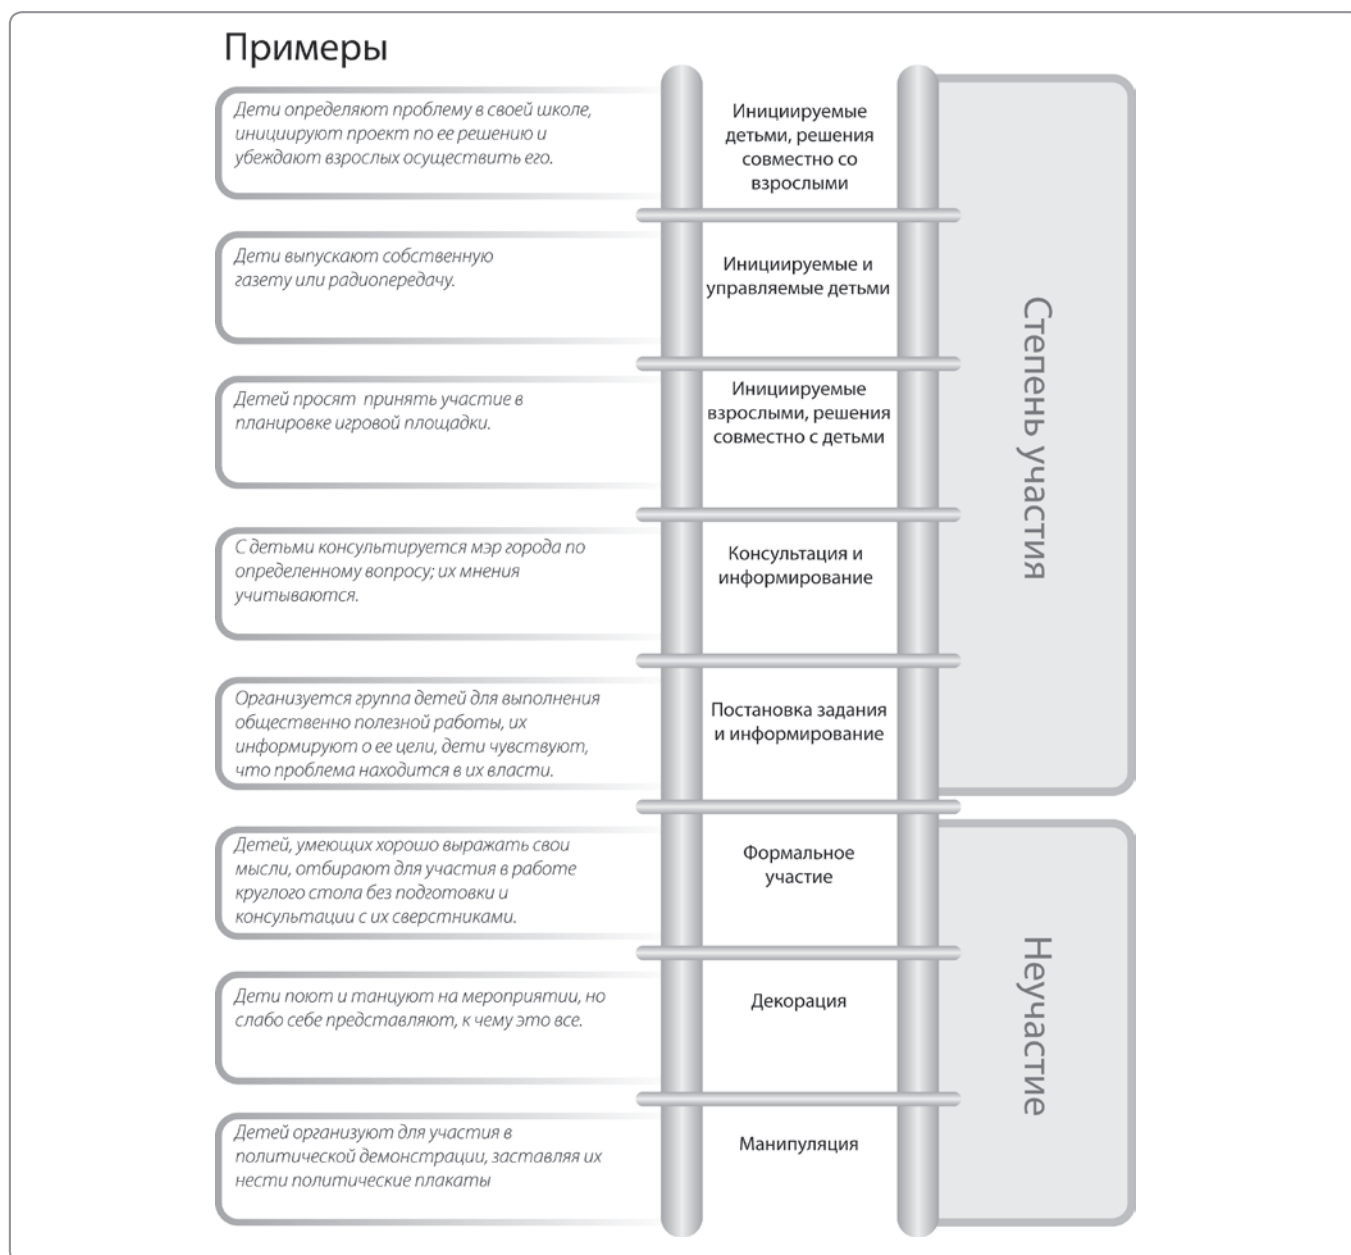 Примеры
Дети определяют проблему в своей школе,
инициируют проект по ее решению и
убеждают взрослых осуществить его.
Инициируемые
детьми, решения
совместно со
взрослыми
Дети выпускают собственную
газету или радиопередачу.
Инициируемые и
управляемые детьми
Детей просят принять участие в
планировке игровой площадки.
Инициируемые
взрослыми, решения
совместно с детьми
С детьми консультируется мэр города по
определенному вопросу; их мнения
учитываются.
Консультация и
информирование
Организуется группа детей для выполнения
общественно полезной работы, их
информируют о ее цели, дети чувствуют,
что проблема находится в их власти.
Постановка задания
и информирование
Степень участия
Детей, умеющих хорошо выражать свои
мысли, отбирают для участия в работе
круглого стола без подготовки и
консультации с их сверстниками.
Формальное
участие
Дети поют и танцуют на мероприятии, но
слабо себе представляют, к чему это все.
Декорация
Детей организуют для участия в
политической демонстрации, заставляя их
нести политические плакаты
Манипуляция
Неучастие